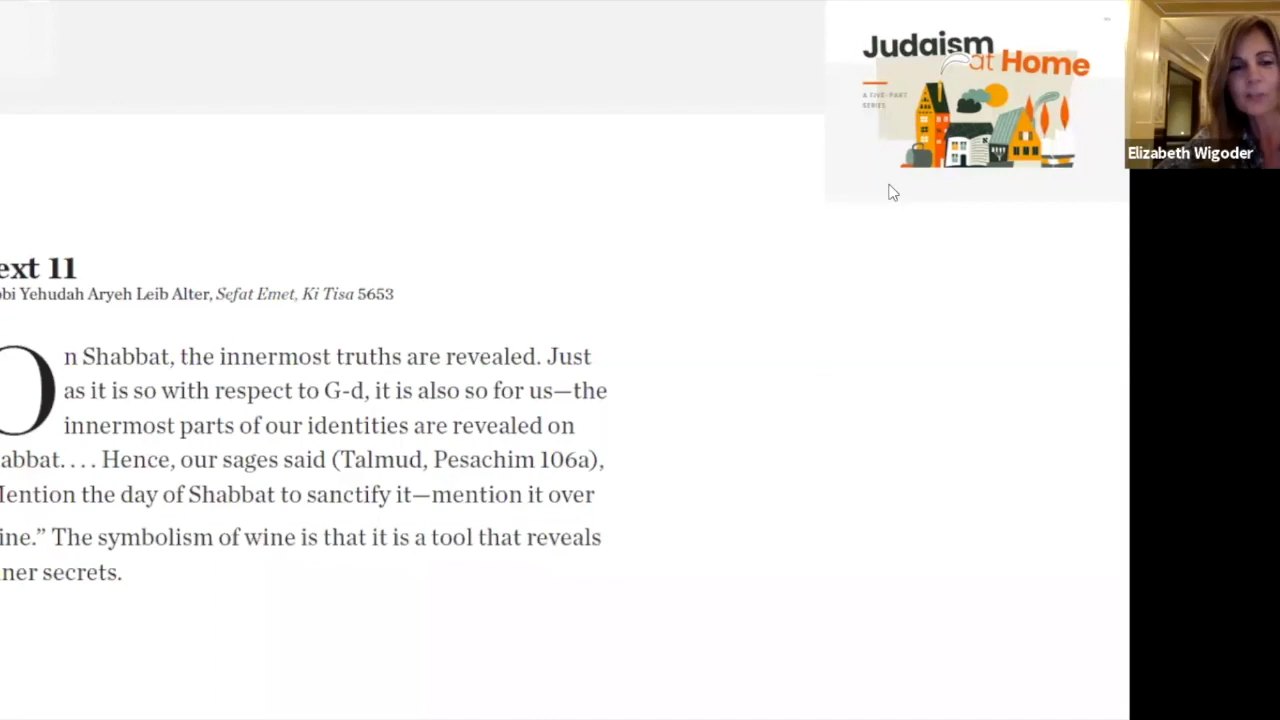 Judaism
at Home
A FIVE-PART
SERIES
Elizabeth Wigoder
ext 11
bi Yehudah Aryeh Leib Alter, Sefat Emet, Ki Tisa 5653
On Shabbat, the innermost truths are revealed. Just
as it is so with respect to G-d, it is also so for us—the
innermost parts of our identities are revealed on
abbat. . . . Hence, our sages said (Talmud, Pesachim 106a),
Mention the day of Shabbat to sanctify it—mention it over
ine.” The symbolism of wine is that it is a tool that reveals
ner secrets.